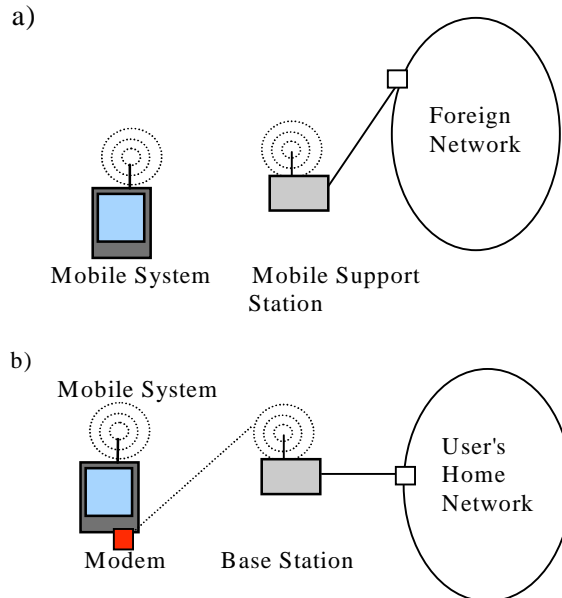 a)
Foreign
Network
Mobile System
Mobile Support
Station
b)
Mobile System
User's
Home
Network
Modem
Base Station